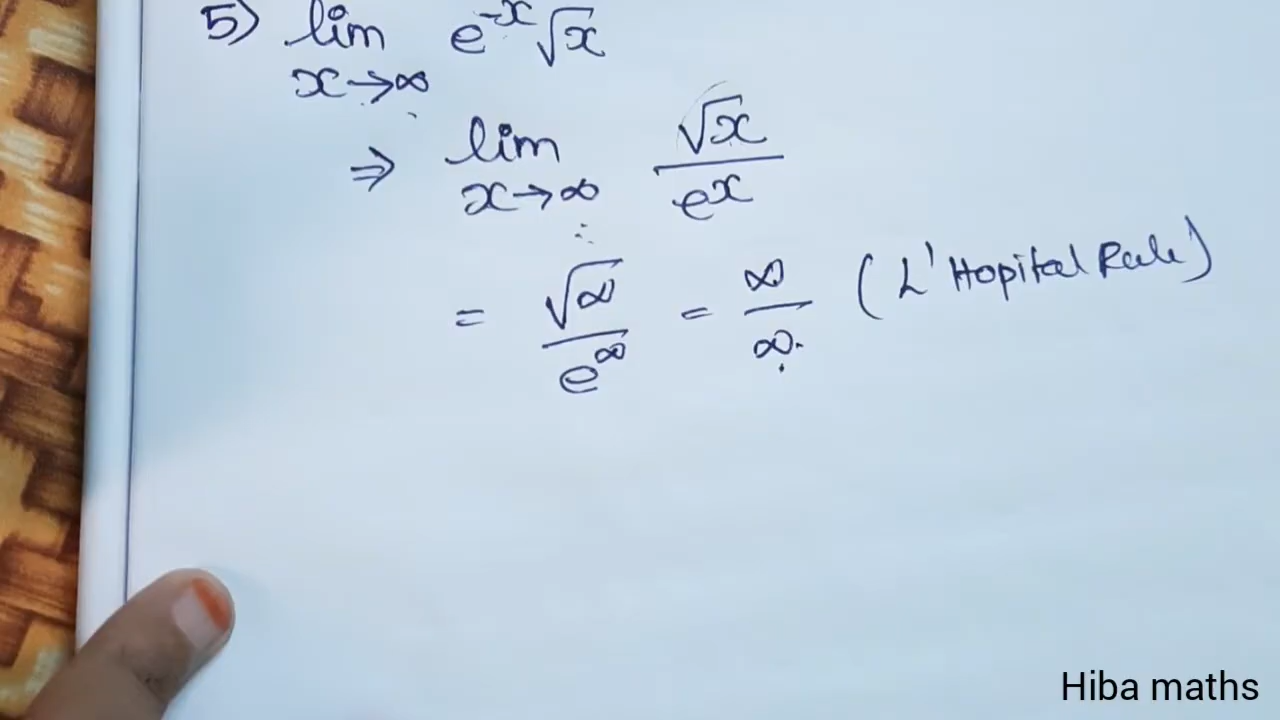 5) lim e^-x √x
x→∞
⇒ lim √x / e^x
x→∞
= √∞ / e^∞ = ∞ / ∞. (L' Hopital Rule)
Hiba maths